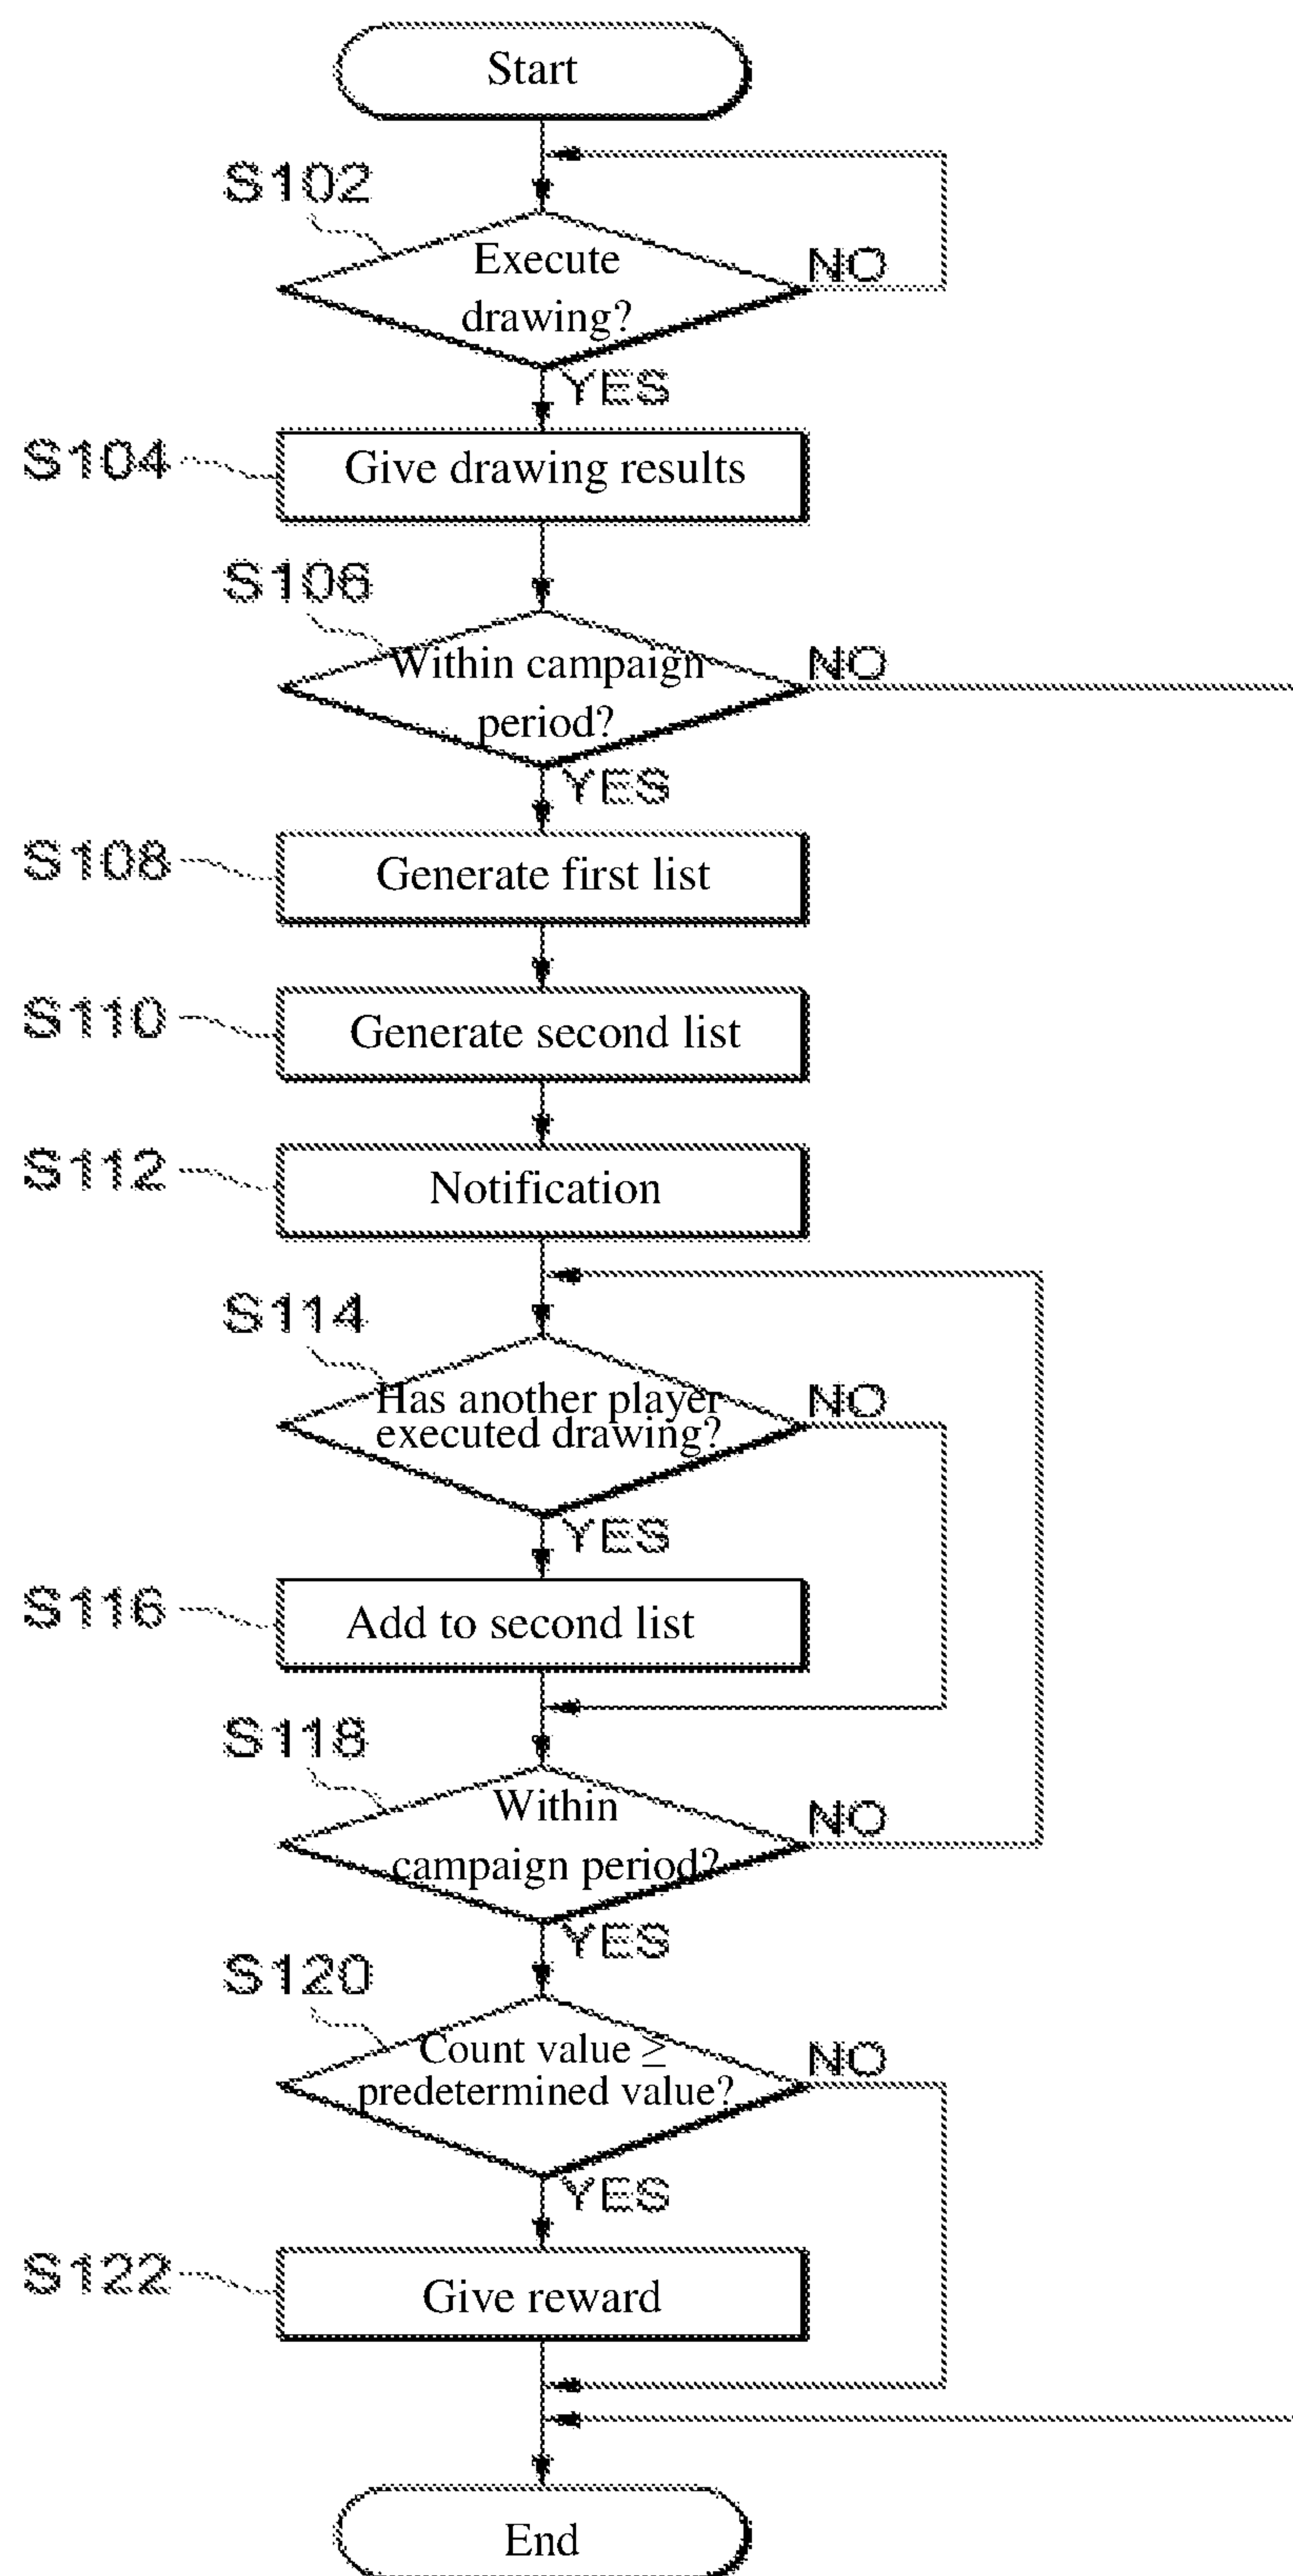 Start
S102
Execute
drawing?
NO
YES
S104
Give drawing results
S106
Within campaign
period?
NO
YES
S108
Generate first list
S110
Generate second list
S112
Notification
S114
Has another player
executed drawing?
NO
YES
S116
Add to second list
S118
Within
campaign period?
NO
YES
S120
Count value ≥
predetermined value?
NO
YES
S122
Give reward
End